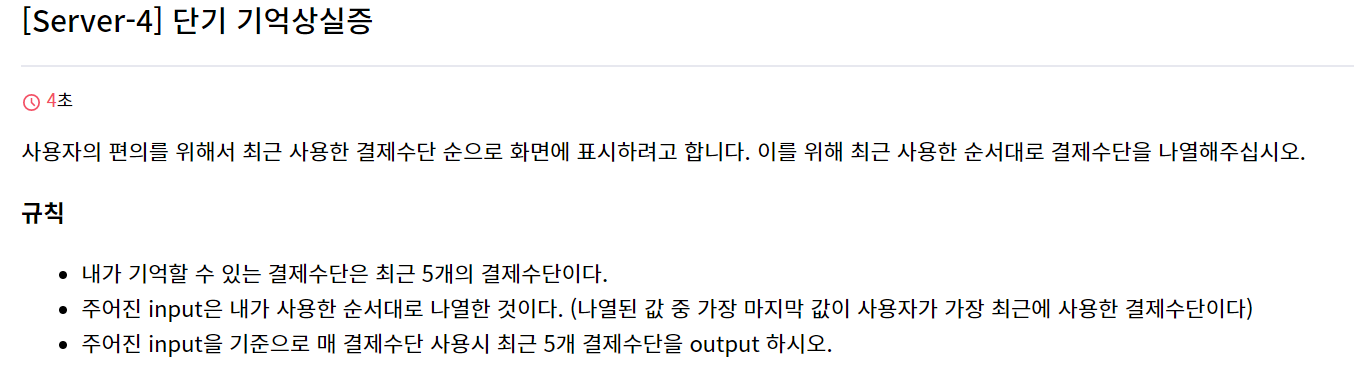 [Server-4] 단기 기억상실증
4초
사용자의 편의를 위해서 최근 사용한 결제수단 순으로 화면에 표시하려고 합니다. 이를 위해 최근 사용한 순서대로 결제수단을 나열해주십시오.
규칙
• 내가 기억할 수 있는 결제수단은 최근 5개의 결제수단이다.
• 주어진 input은 내가 사용한 순서대로 나열한 것이다. (나열된 값 중 가장 마지막 값이 사용자가 가장 최근에 사용한 결제수단이다)
• 주어진 input을 기준으로 매 결제수단 사용시 최근 5개 결제수단을 output 하시오.